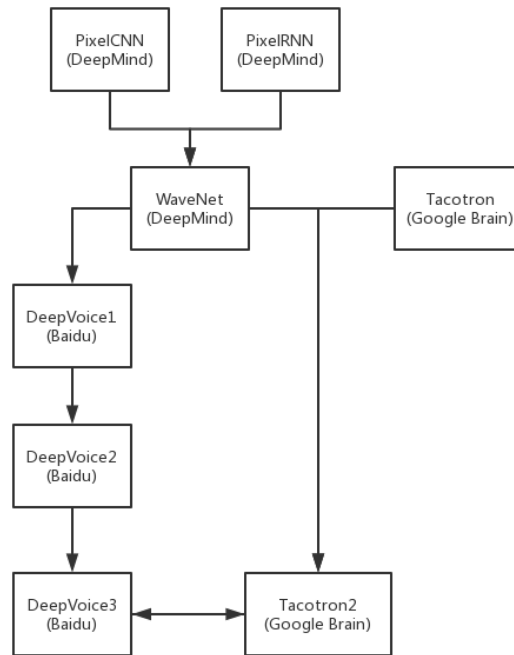 PixelCNN
(DeepMind)
PixelRNN
(DeepMind)
WaveNet
(DeepMind)
Tacotron
(Google Brain)
DeepVoice1
(Baidu)
DeepVoice2
(Baidu)
DeepVoice3
(Baidu)
Tacotron2
(Google Brain)